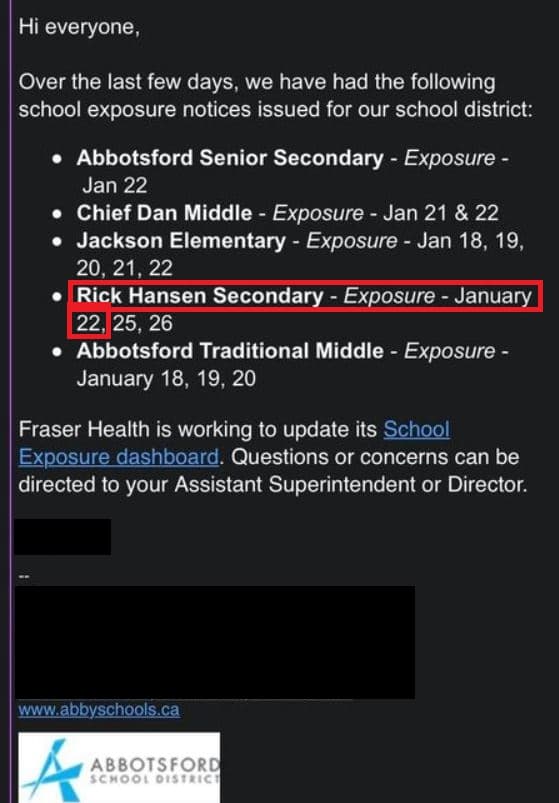 Hi everyone,
Over the last few days, we have had the following
school exposure notices issued for our school district:
• Abbotsford Senior Secondary - Exposure -
Jan 22
• Chief Dan Middle - Exposure - Jan 21 & 22
• Jackson Elementary - Exposure - Jan 18, 19,
20, 21, 22
• Rick Hansen Secondary - Exposure - January
22, 25, 26
• Abbotsford Traditional Middle - Exposure -
January 18, 19, 20
Fraser Health is working to update its School
Exposure dashboard. Questions or concerns can be
directed to your Assistant Superintendent or Director.
--
www.abbyschools.ca
ABBOTSFORD
SCHOOL DISTRICT